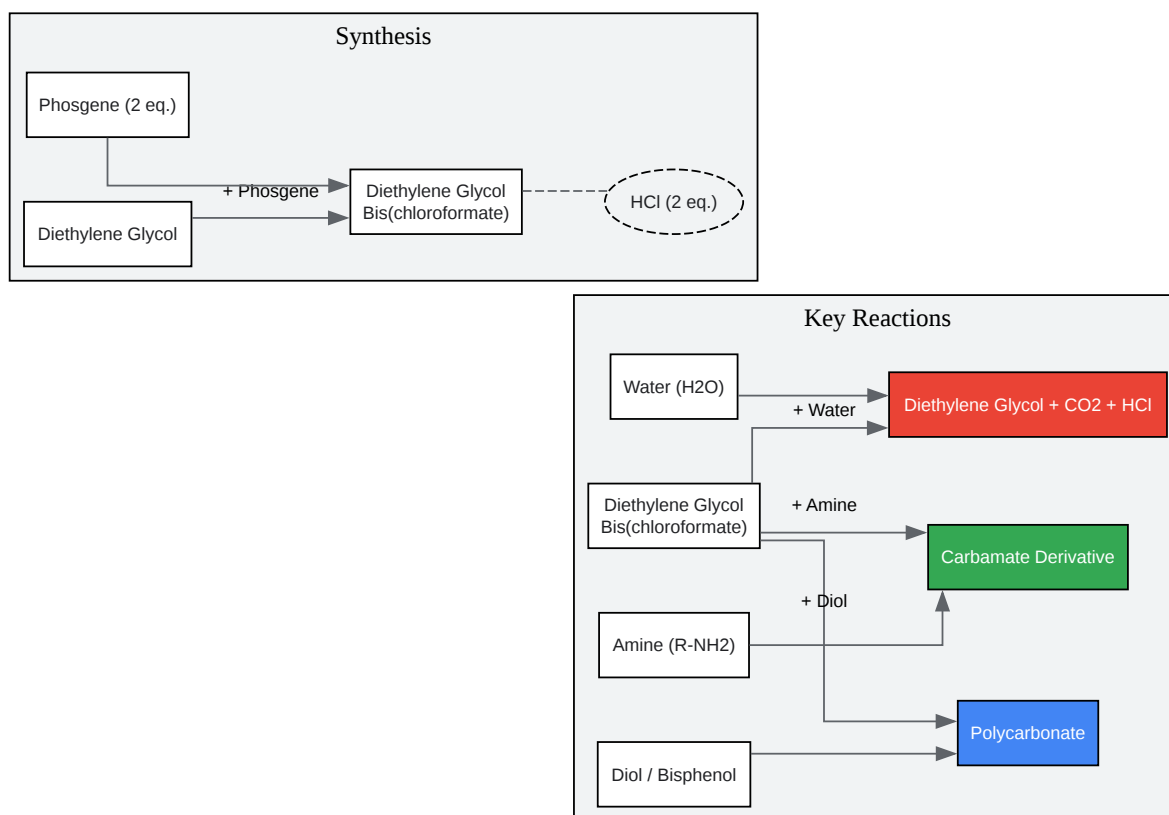 Synthesis
Phosgene (2 eq.)
+ Phosgene
Diethylene Glycol
Bis(chloroformate)
HCl (2 eq.)
Diethylene Glycol
Key Reactions
Water (H2O)
+ Water
Diethylene Glycol + CO2 + HCl
Diethylene Glycol
Bis(chloroformate)
+ Amine
Carbamate Derivative
+ Diol
Amine (R-NH2)
Polycarbonate
Diol / Bisphenol